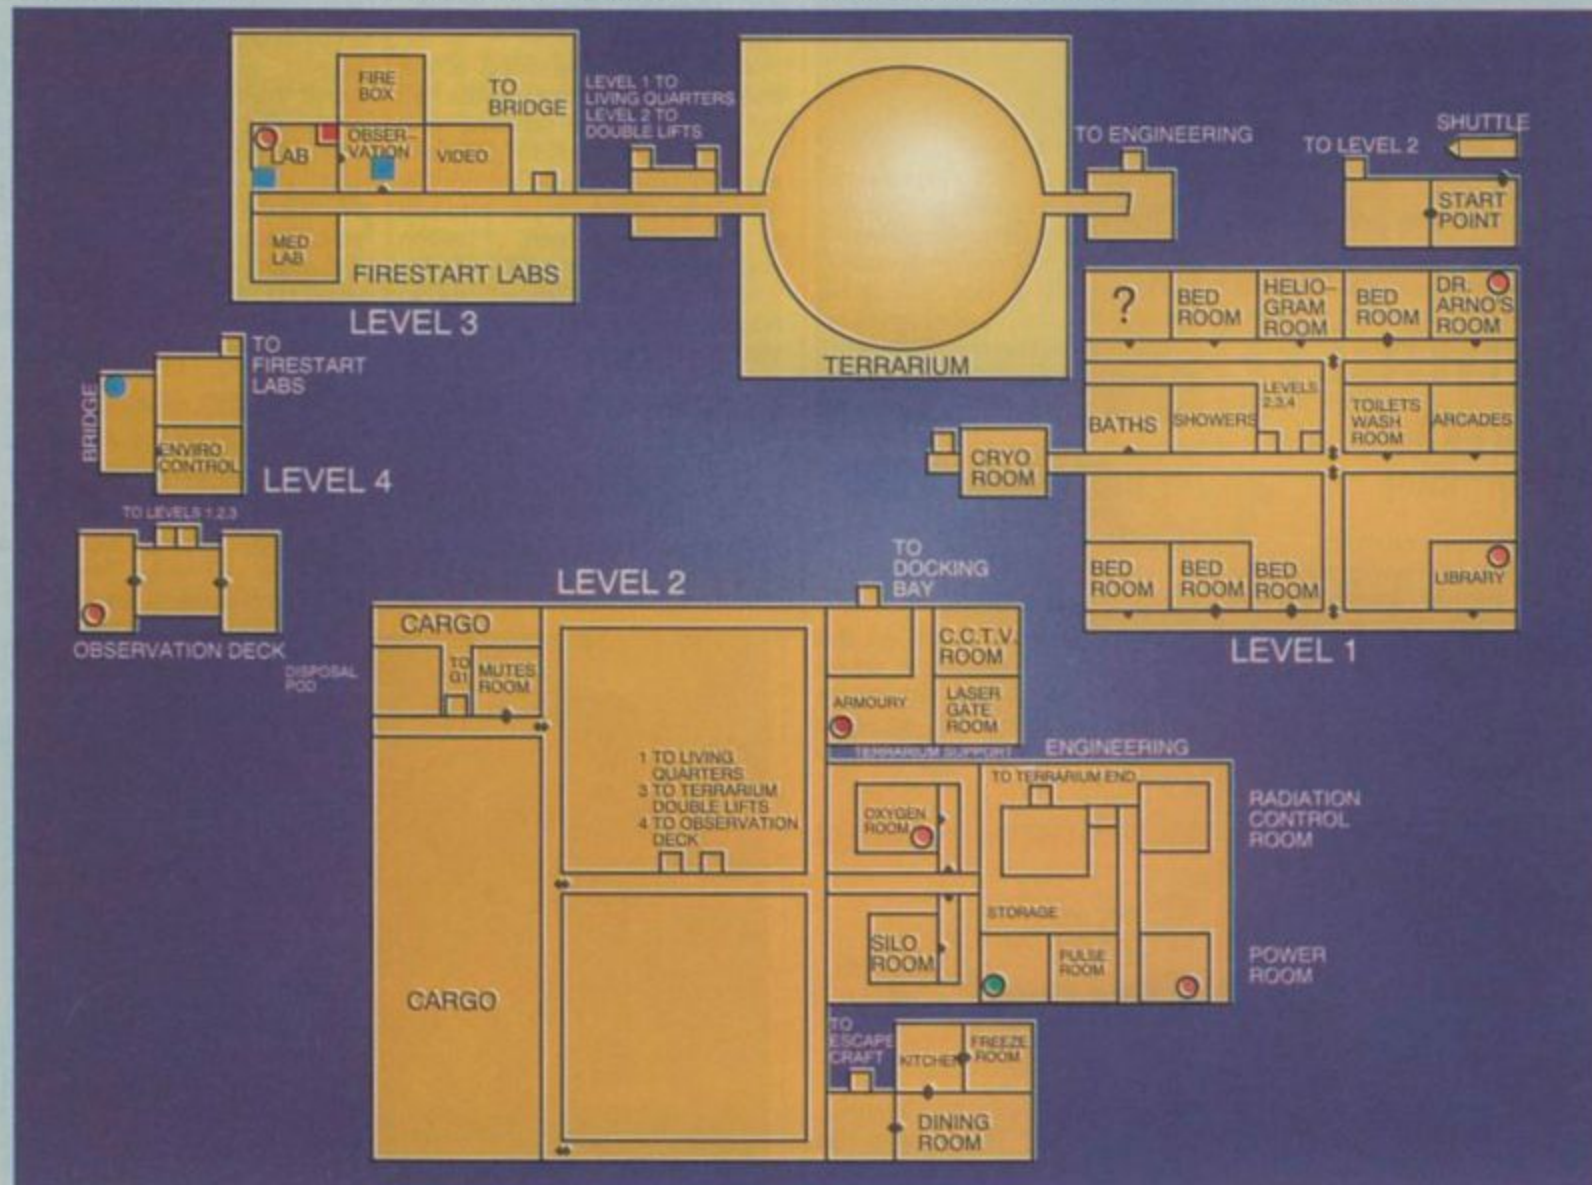 FIRE
BOX
TO
BRIDGE
LAB
OBSER-
VATION
VIDEO
MED
LAB
FIRESTART LABS
LEVEL 3
LEVEL 1 TO
LIVING QUARTERS
LEVEL 2 TO
DOUBLE LIFTS
TERRARIUM
TO ENGINEERING
SHUTTLE
TO LEVEL 2
START
POINT
?
BED
ROOM
HELIO-
GRAM
ROOM
BED
ROOM
DR.
ARNO'S
ROOM
BATHS
SHOWERS
LEVELS
2,3,4
TOILETS
WASH
ROOM
ARCADES
CRYO
ROOM
BED
ROOM
BED
ROOM
BED
ROOM
LIBRARY
LEVEL 1
TO
FIRESTART
LABS
BRIDGE
ENVIRO
CONTROL
LEVEL 4
TO LEVELS 1,2,3
OBSERVATION DECK
LEVEL 2
DISPOSAL
POD
CARGO
TO
G1
MUTES
ROOM
TO
DOCKING
BAY
C.C.T.V.
ROOM
ARMOURY
LASER
GATE
ROOM
1 TO LIVING
QUARTERS
3 TO TERRARIUM
DOUBLE LIFTS
4 TO OBSERVATION
DECK
TERRARIUM SUPPORT
ENGINEERING
OXYGEN
ROOM
TO TERRARIUM END
RADIATION
CONTROL
ROOM
STORAGE
SILO
ROOM
PULSE
ROOM
POWER
ROOM
CARGO
TO
ESCAPE
CRAFT
KITCHEN
FREEZE
ROOM
DINING
ROOM